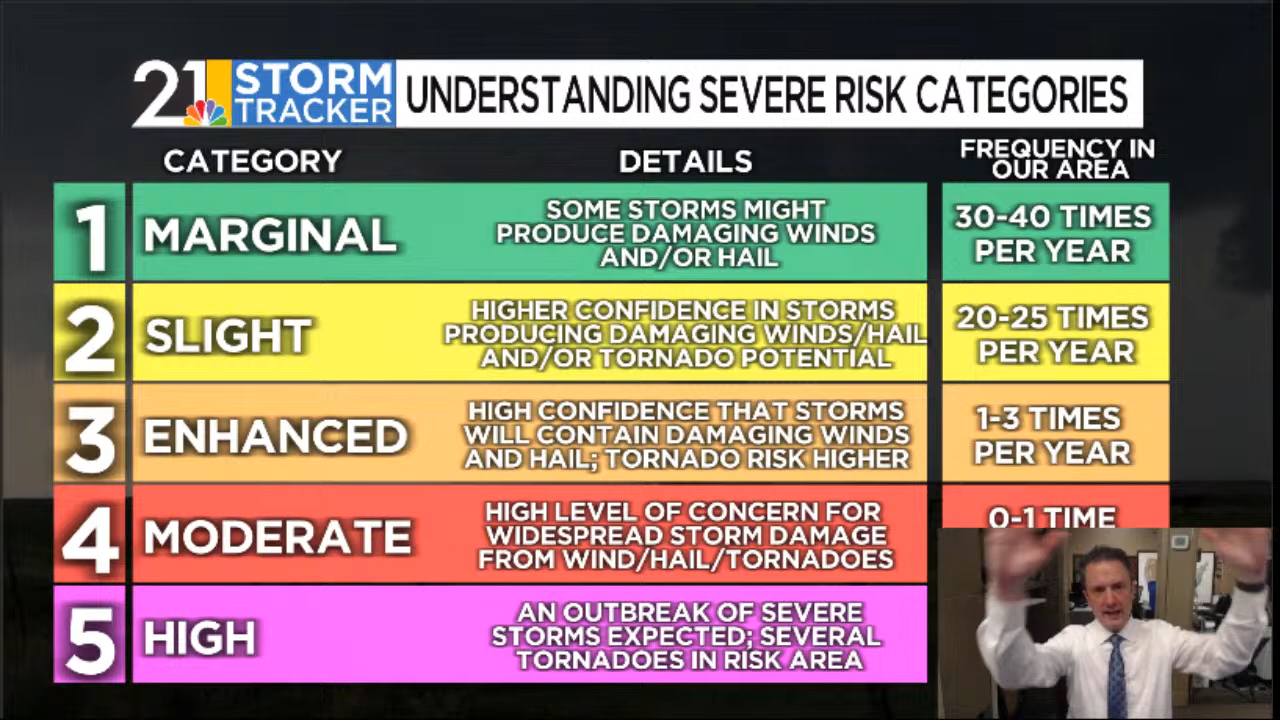 21 STORM TRACKER UNDERSTANDING SEVERE RISK CATEGORIES
CATEGORY
DETAILS
FREQUENCY IN
OUR AREA
1
MARGINAL
SOME STORMS MIGHT
PRODUCE DAMAGING WINDS
AND/OR HAIL
30-40 TIMES
PER YEAR
2
SLIGHT
HIGHER CONFIDENCE IN STORMS
PRODUCING DAMAGING WINDS/HAIL
AND/OR TORNADO POTENTIAL
20-25 TIMES
PER YEAR
3
ENHANCED
HIGH CONFIDENCE THAT STORMS
WILL CONTAIN DAMAGING WINDS
AND HAIL; TORNADO RISK HIGHER
1-3 TIMES
PER YEAR
4
MODERATE
HIGH LEVEL OF CONCERN FOR
WIDESPREAD STORM DAMAGE
FROM WIND/HAIL/TORNADOES
0-1 TIME
5
HIGH
AN OUTBREAK OF SEVERE
STORMS EXPECTED; SEVERAL
TORNADOES IN RISK AREA